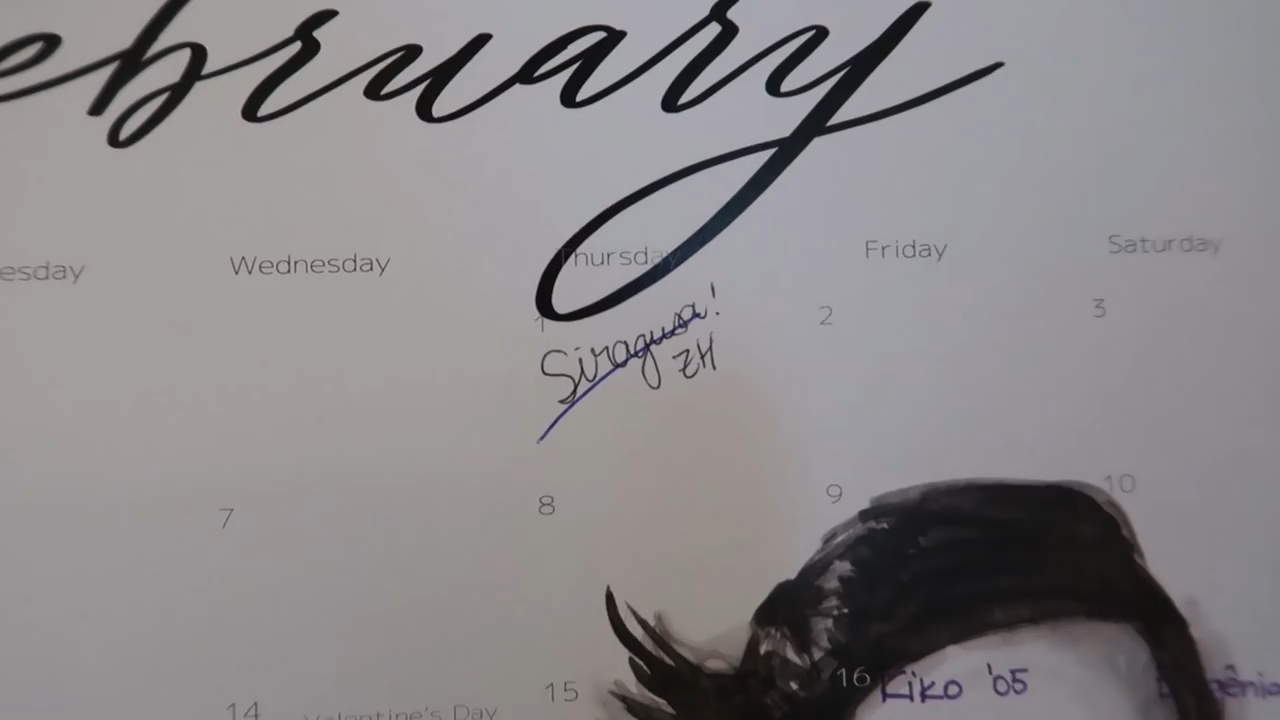 ebruary
esday Wednesday Thursday Friday Saturday
1 2 3
Siragusa!
ZH
7 8 9 10
14 Valentine's Day 15 16 Kiko '05